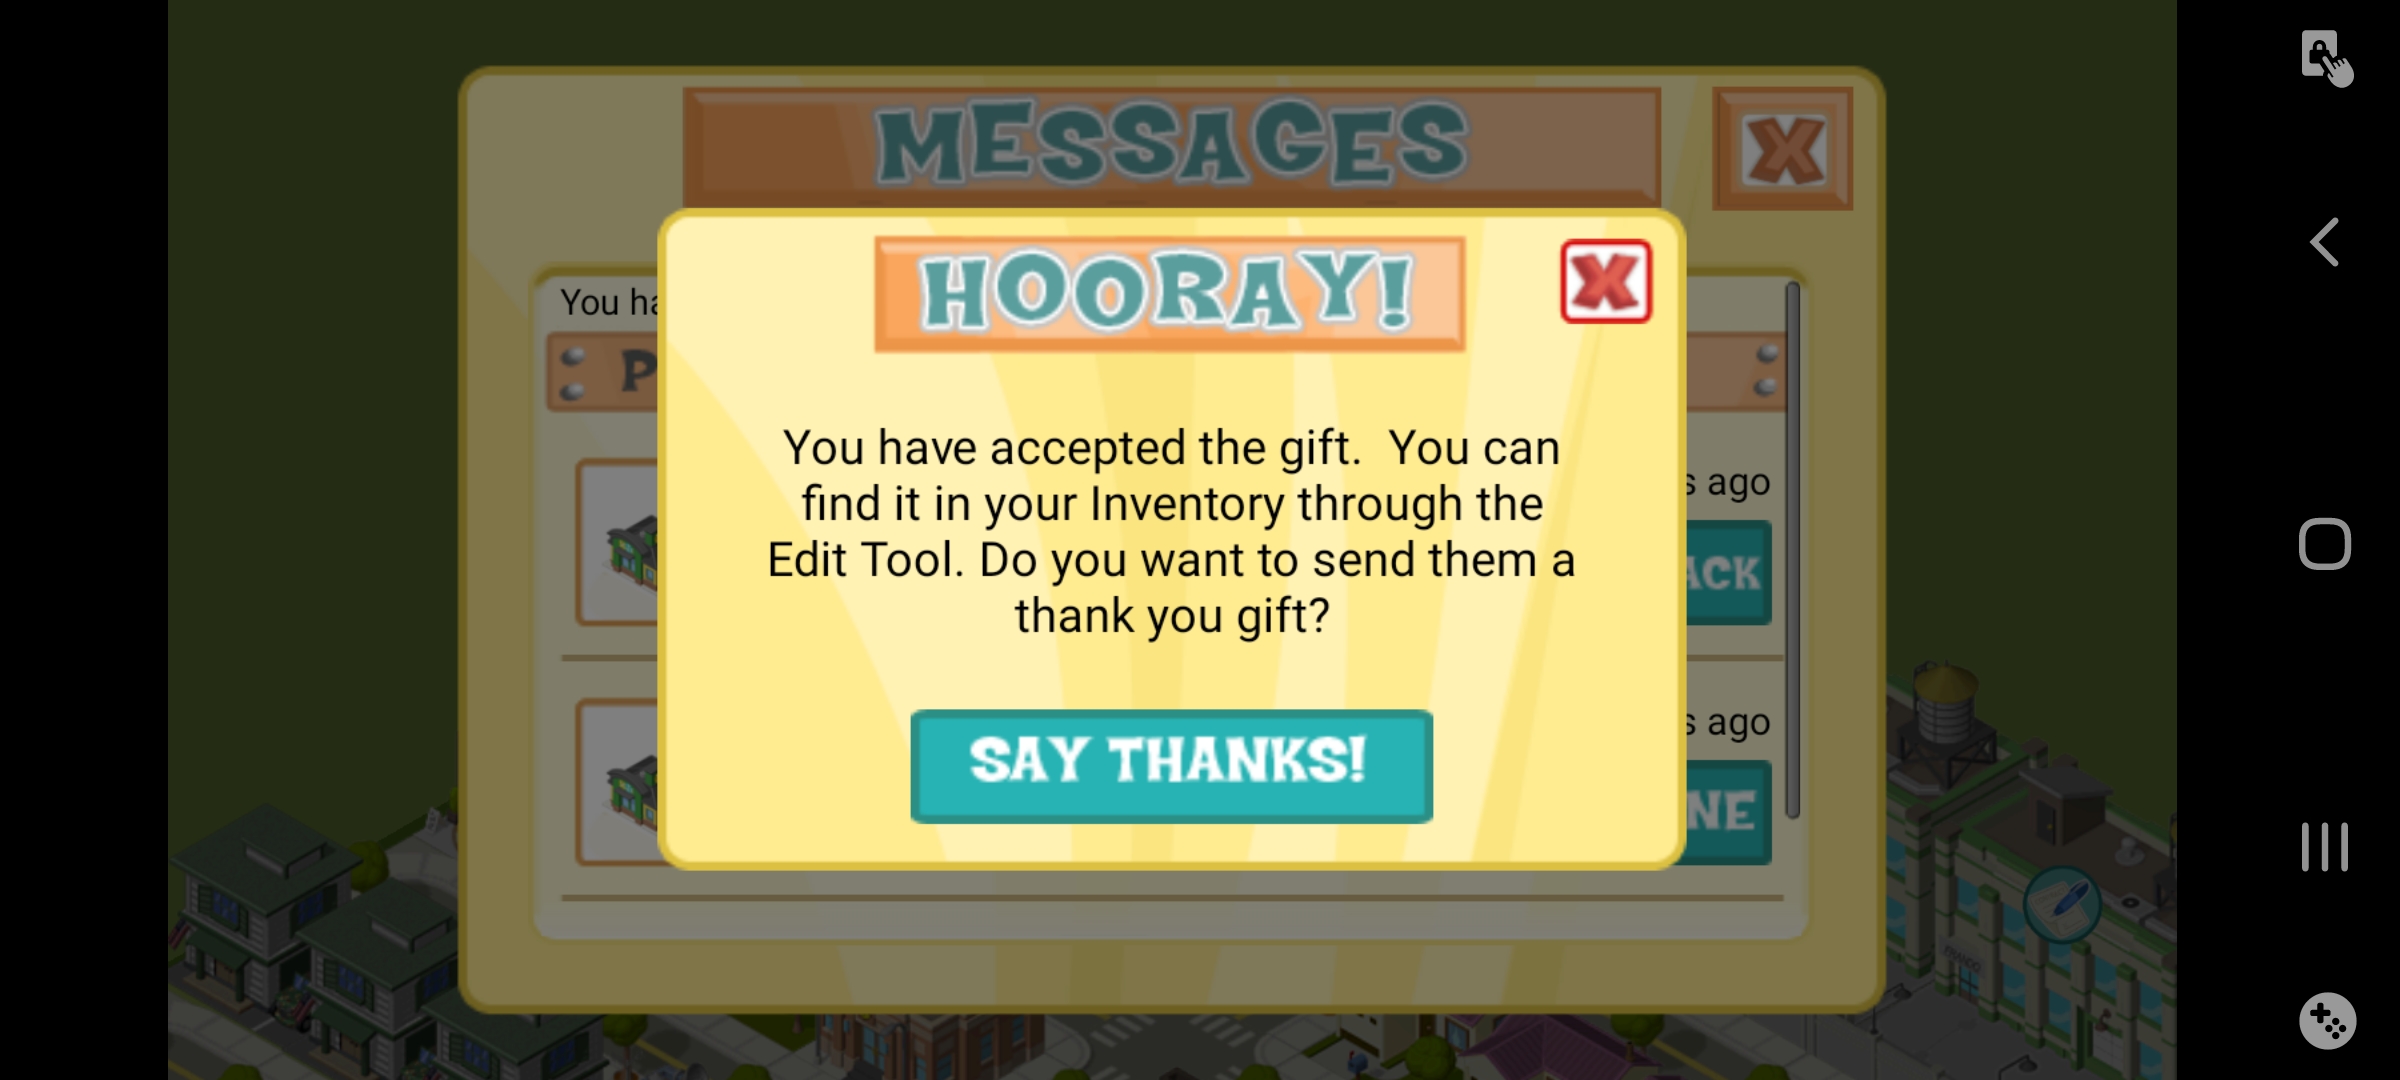 MESSAGES
HOORAY!
You ha
P
You have accepted the gift.  You can
find it in your Inventory through the
Edit Tool. Do you want to send them a
thank you gift?
s ago
ACK
SAY THANKS!
s ago
NE